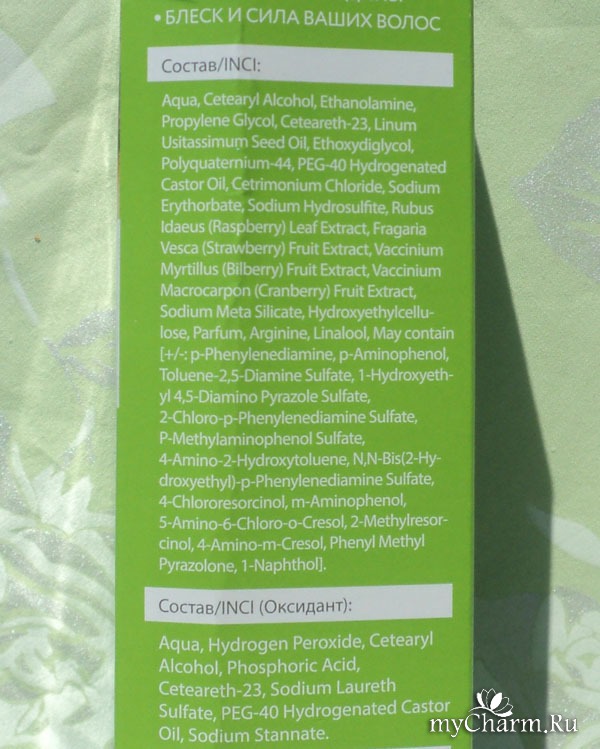 • БЛЕСК И СИЛА ВАШИХ ВОЛОС
Состав/INCI:
Aqua, Cetearyl Alcohol, Ethanolamine,
Propylene Glycol, Ceteareth-23, Linum
Usitassimum Seed Oil, Ethoxydiglycol,
Polyquaternium-44, PEG-40 Hydrogenated
Castor Oil, Cetrimonium Chloride, Sodium
Erythorbate, Sodium Hydrosulfite, Rubus
Idaeus (Raspberry) Leaf Extract, Fragaria
Vesca (Strawberry) Fruit Extract, Vaccinium
Myrtillus (Bilberry) Fruit Extract, Vaccinium
Macrocarpon (Cranberry) Fruit Extract,
Sodium Meta Silicate, Hydroxyethylcellu-
lose, Parfum, Arginine, Linalool, May contain
[+/-: p-Phenylenediamine, p-Aminophenol,
Toluene-2,5-Diamine Sulfate, 1-Hydroxyeth-
yl 4,5-Diamino Pyrazole Sulfate,
2-Chloro-p-Phenylenediamine Sulfate,
P-Methylaminophenol Sulfate,
4-Amino-2-Hydroxytoluene, N,N-Bis(2-Hy-
droxyethyl)-p-Phenylenediamine Sulfate,
4-Chlororesorcinol, m-Aminophenol,
5-Amino-6-Chloro-o-Cresol, 2-Methylresor-
cinol, 4-Amino-m-Cresol, Phenyl Methyl
Pyrazolone, 1-Naphthol].
Состав/INCI (Оксидант):
Aqua, Hydrogen Peroxide, Cetearyl
Alcohol, Phosphoric Acid,
Ceteareth-23, Sodium Laureth
Sulfate, PEG-40 Hydrogenated Castor
Oil, Sodium Stannate.
myCharm.Ru